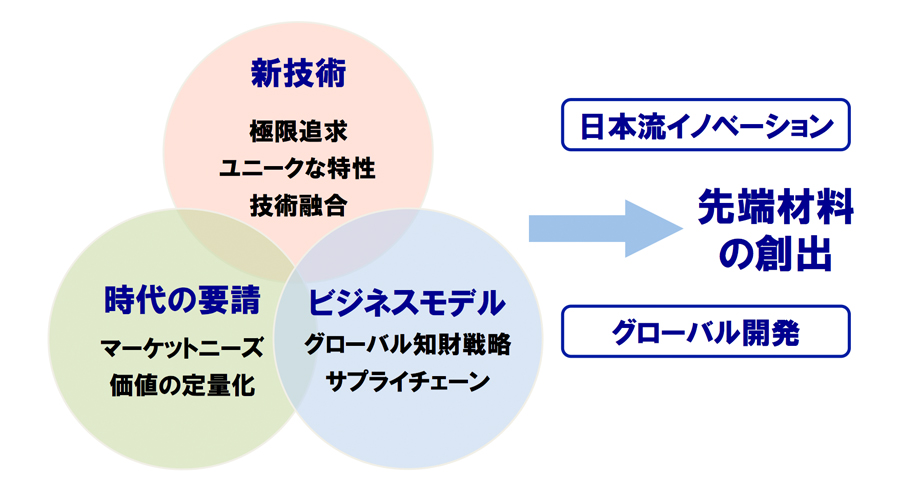 新技術
極限追求
ユニークな特性
技術融合
時代の要請
マーケットニーズ
価値の定量化
ビジネスモデル
グローバル知財戦略
サプライチェーン
日本流イノベーション
先端材料
の創出
グローバル開発